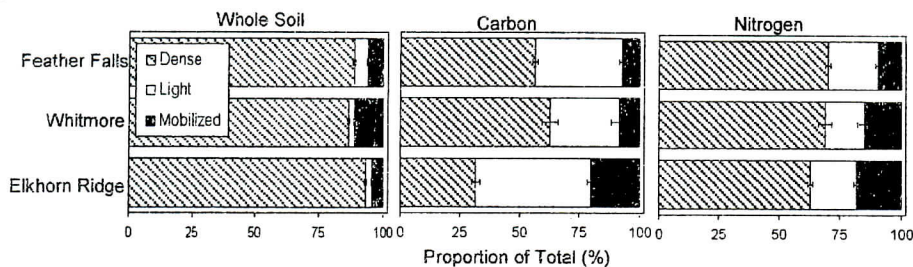 Whole Soil Carbon Nitrogen
Feather Falls
Dense
Light
Mobilized
Whitmore
Elkhorn Ridge
0 25 50 75 100 0 25 50 75 100 0 25 50 75 100
Proportion of Total (%)